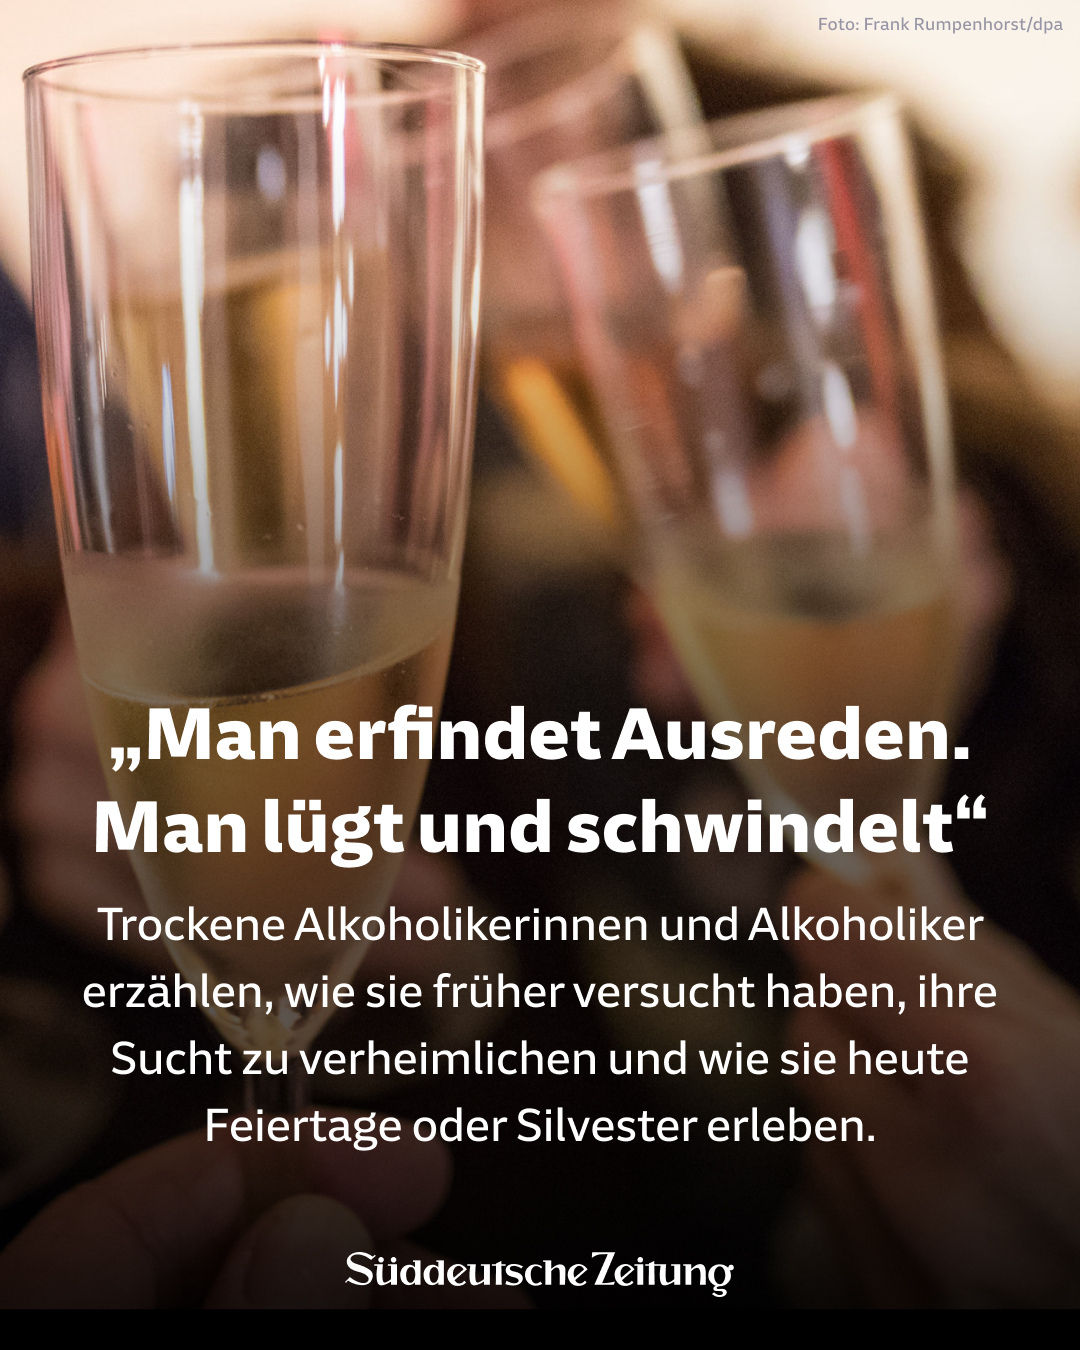 Foto: Frank Rumpenhorst/dpa
„Man erfindet Ausreden.
Man lügt und schwindelt“
Trockene Alkoholikerinnen und Alkoholiker
erzählen, wie sie früher versucht haben, ihre
Sucht zu verheimlichen und wie sie heute
Feiertage oder Silvester erleben.
Süddeutsche Zeitung